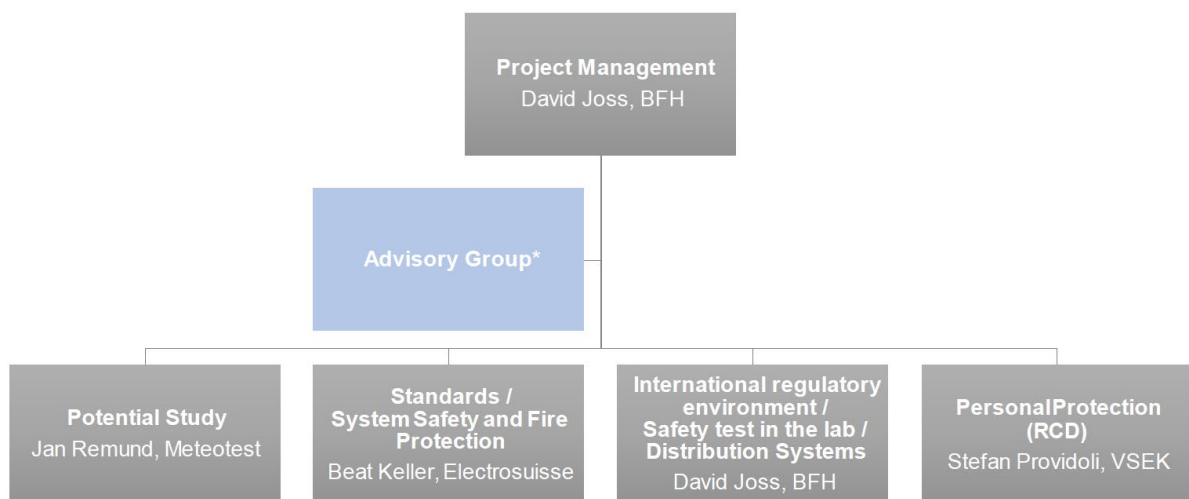 Project Management
David Joss, BFH
Advisory Group*
Potential Study
Jan Remund, Meteotest
Standards /
System Safety and Fire
Protection
Beat Keller, Electrosuisse
International regulatory
environment /
Safety test in the lab /
Distribution Systems
David Joss, BFH
PersonalProtection
(RCD)
Stefan Providoli, VSEK